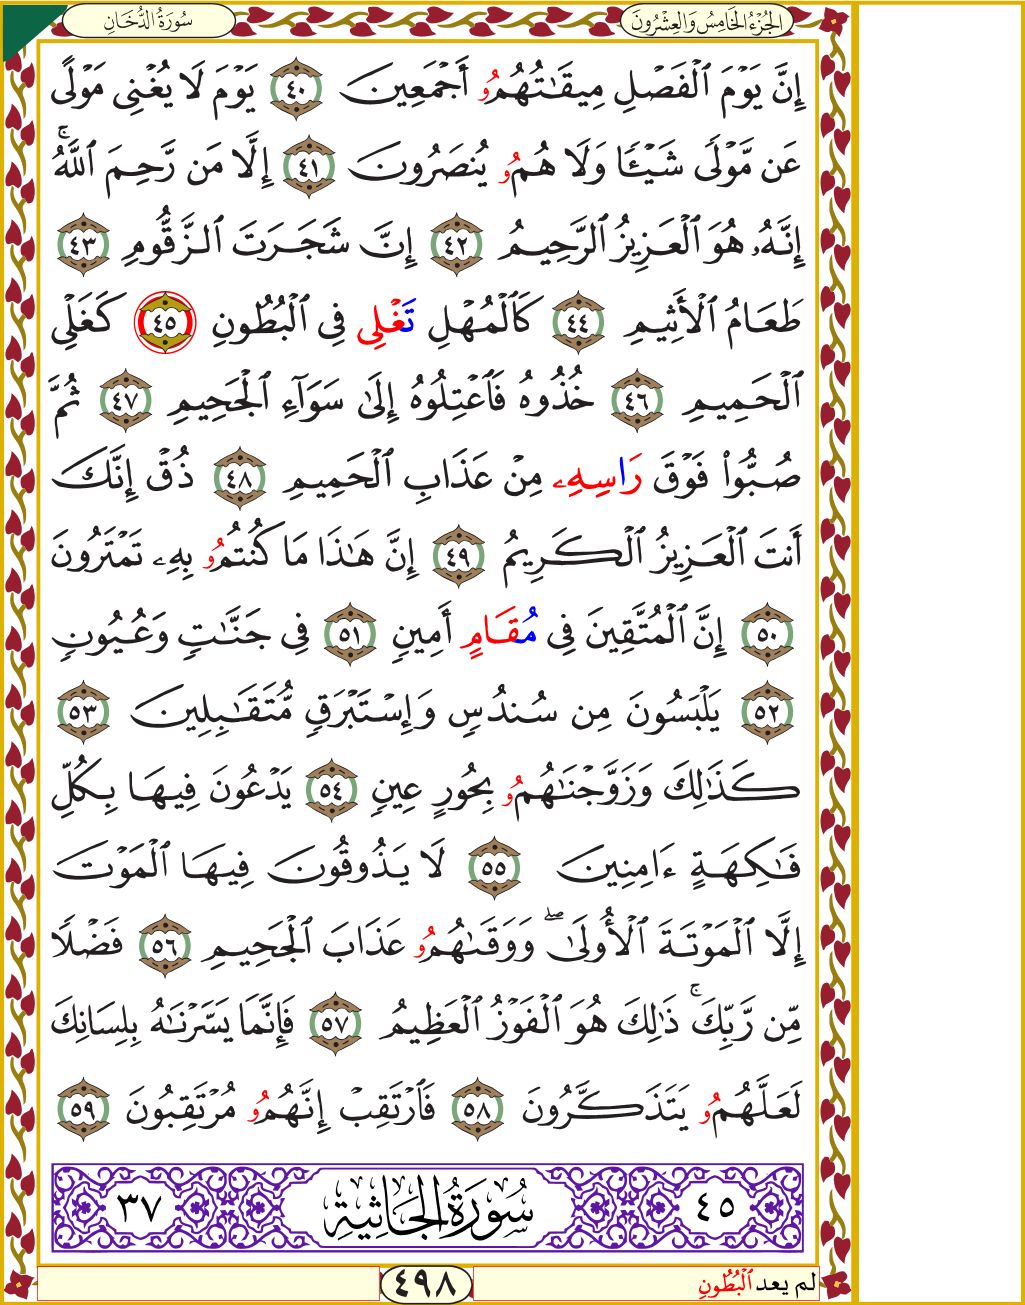 الجُزْءُ الخَامِسُ وَالعِشْرُونَ
سُورَةُ الدُّخَانِ
إِنَّ يَوْمَ ٱلْفَصْلِ مِيقَٰتُهُمُۥ أَجْمَعِينَ ٤٠ يَوْمَ لَا يُغْنِى مَوْلًى
عَن مَّوْلًى شَيْـًٔا وَلَا هُمُۥ يُنصَرُونَ ٤١ إِلَّا مَن رَّحِمَ ٱللَّهُ ۚ
إِنَّهُۥ هُوَ ٱلْعَزِيزُ ٱلرَّحِيمُ ٤٢ إِنَّ شَجَرَتَ ٱلزَّقُّومِ ٤٣
طَعَامُ ٱلْأَثِيمِ ٤٤ كَٱلْمُهْلِ تَغْلِى فِى ٱلْبُطُونِ ٤٥ كَغَلْىِ
ٱلْحَمِيمِ ٤٦ خُذُوهُ فَٱعْتِلُوهُ إِلَىٰ سَوَآءِ ٱلْجَحِيمِ ٤٧ ثُمَّ
صُبُّوا۟ فَوْقَ رَاسِهِۦ مِنْ عَذَابِ ٱلْحَمِيمِ ٤٨ ذُقْ إِنَّكَ
أَنتَ ٱلْعَزِيزُ ٱلْكَرِيمُ ٤٩ إِنَّ هَٰذَا مَا كُنتُمُۥ بِهِۦ تَمْتَرُونَ
٥٠ إِنَّ ٱلْمُتَّقِينَ فِى مُقَامٍ أَمِينٍ ٥١ فِى جَنَّٰتٍ وَعُيُونٍ
٥٢ يَلْبَسُونَ مِن سُندُسٍ وَإِسْتَبْرَقٍ مُّتَقَٰبِلِينَ ٥٣
كَذَٰلِكَ وَزَوَّجْنَٰهُمُۥ بِحُورٍ عِينٍ ٥٤ يَدْعُونَ فِيهَا بِكُلِّ
فَٰكِهَةٍ ءَامِنِينَ ٥٥ لَا يَذُوقُونَ فِيهَا ٱلْمَوْتَ
إِلَّا ٱلْمَوْتَةَ ٱلْأُولَىٰ ۖ وَوَقَىٰهُمُۥ عَذَابَ ٱلْجَحِيمِ ٥٦ فَضْلًا
مِّن رَّبِّكَ ۚ ذَٰلِكَ هُوَ ٱلْفَوْزُ ٱلْعَظِيمُ ٥٧ فَإِنَّمَا يَسَّرْنَٰهُ بِلِسَانِكَ
لَعَلَّهُمُۥ يَتَذَكَّرُونَ ٥٨ فَٱرْتَقِبْ إِنَّهُمُۥ مُرْتَقِبُونَ ٥٩
٤٥ سُورَةُ الجَاثِيَةِ ٣٧
لم يعد ٱلْبُطُونِ
٤٩٨